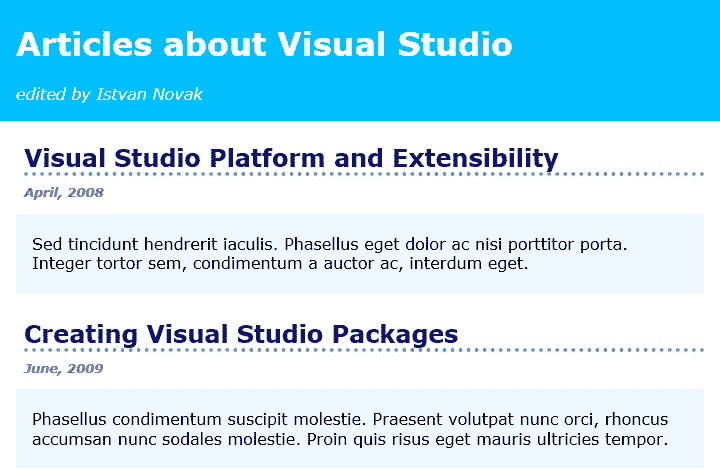 Articles about Visual Studio
edited by Istvan Novak
Visual Studio Platform and Extensibility
April, 2008
Sed tincidunt hendrerit iaculis. Phasellus eget dolor ac nisi porttitor porta.
Integer tortor sem, condimentum a auctor ac, interdum eget.
Creating Visual Studio Packages
June, 2009
Phasellus condimentum suscipit molestie. Praesent volutpat nunc orci, rhoncus
accumsan nunc sodales molestie. Proin quis risus eget mauris ultricies tempor.